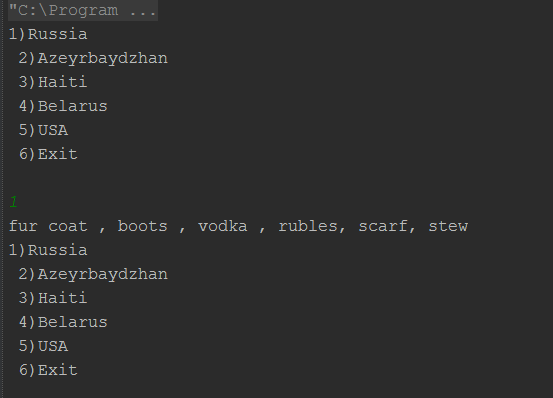 "C:\Program ...
1)Russia
2)Azeyrbaydzhan
3)Haiti
4)Belarus
5)USA
6)Exit
1
fur coat , boots , vodka , rubles, scarf, stew
1)Russia
2)Azeyrbaydzhan
3)Haiti
4)Belarus
5)USA
6)Exit